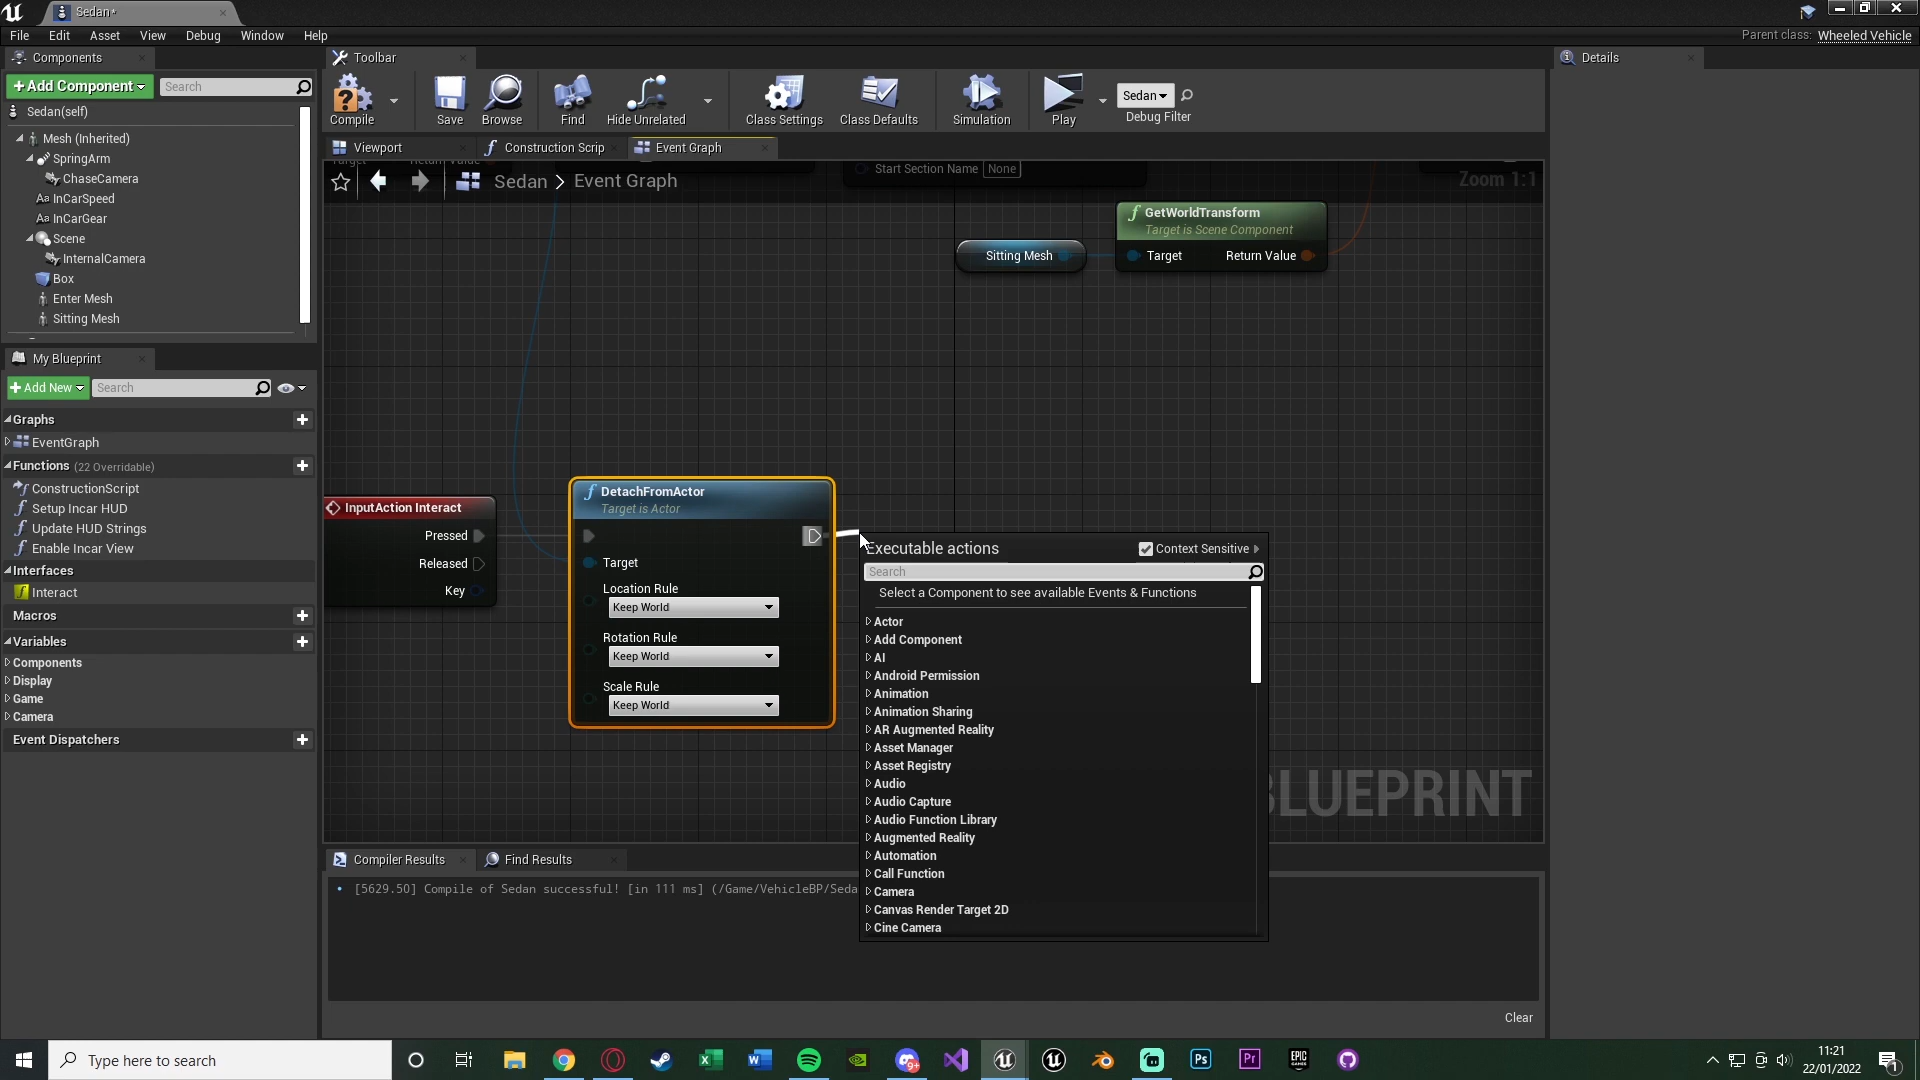 Sedan*
File Edit Asset View Debug Window Help
Parent class: Wheeled Vehicle
Components
+Add Component
Search
Sedan(self)
Mesh (Inherited)
SpringArm
ChaseCamera
InCarSpeed
InCarGear
Scene
InternalCamera
Box
Enter Mesh
Sitting Mesh
My Blueprint
+Add New
Search
Graphs
EventGraph
Functions (22 Overridable)
ConstructionScript
Setup Incar HUD
Update HUD Strings
Enable Incar View
Interfaces
Interact
Macros
Variables
Components
Display
Game
Camera
Event Dispatchers
Toolbar
Compile
Save
Browse
Find
Hide Unrelated
Class Settings
Class Defaults
Simulation
Play
Sedan
Debug Filter
Viewport
Construction Scrip
Event Graph
Target Return Value
Start Section Name None
Sedan > Event Graph
Zoom 1:1
GetWorldTransform
Target is Scene Component
Target Return Value
Sitting Mesh
InputAction Interact
Pressed
Released
Key
DetachFromActor
Target is Actor
Target
Location Rule
Keep World
Rotation Rule
Keep World
Scale Rule
Keep World
Executable actions
Context Sensitive
Search
Select a Component to see available Events & Functions
Actor
Add Component
AI
Android Permission
Animation
Animation Sharing
AR Augmented Reality
Asset Manager
Asset Registry
Audio
Audio Capture
Audio Function Library
Augmented Reality
Automation
Call Function
Camera
Canvas Render Target 2D
Cine Camera
BLUEPRINT
Compiler Results
Find Results
[5629.50] Compile of Sedan successful! [in 111 ms] (/Game/VehicleBP/Seda
Clear
Details
Type here to search
9+
Ps
Pr
EPIC GAMES
11:21
22/01/2022
1